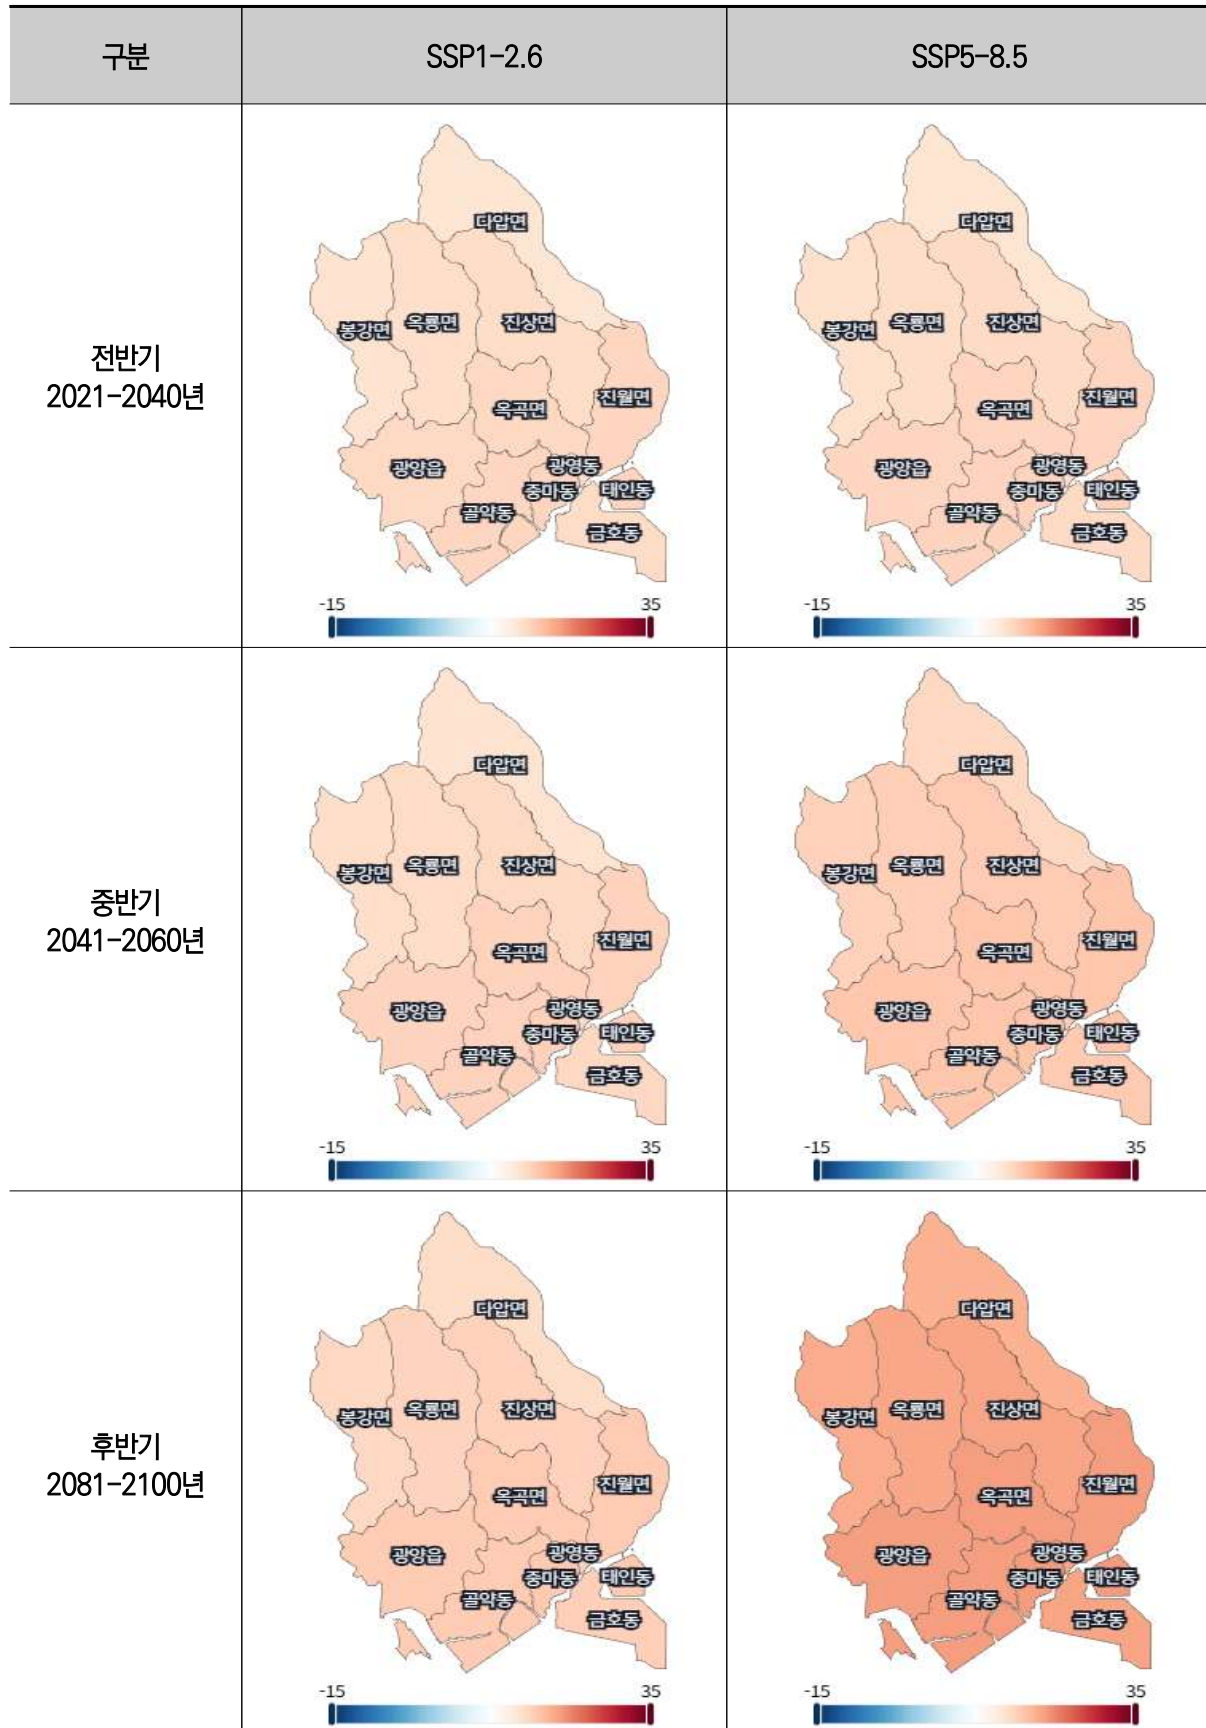 구분
SSP1-2.6
SSP5-8.5
전반기
2021-2040년
다압면
봉강면
옥룡면
진상면
옥곡면
진월면
광양읍
광영동
중마동
태인동
골약동
금호동
-15
35
다압면
봉강면
옥룡면
진상면
옥곡면
진월면
광양읍
광영동
중마동
태인동
골약동
금호동
-15
35
중반기
2041-2060년
다압면
봉강면
옥룡면
진상면
옥곡면
진월면
광양읍
광영동
중마동
태인동
골약동
금호동
-15
35
다압면
봉강면
옥룡면
진상면
옥곡면
진월면
광양읍
광영동
중마동
태인동
골약동
금호동
-15
35
후반기
2081-2100년
다압면
봉강면
옥룡면
진상면
옥곡면
진월면
광양읍
광영동
중마동
태인동
골약동
금호동
-15
35
다압면
봉강면
옥룡면
진상면
옥곡면
진월면
광양읍
광영동
중마동
태인동
골약동
금호동
-15
35